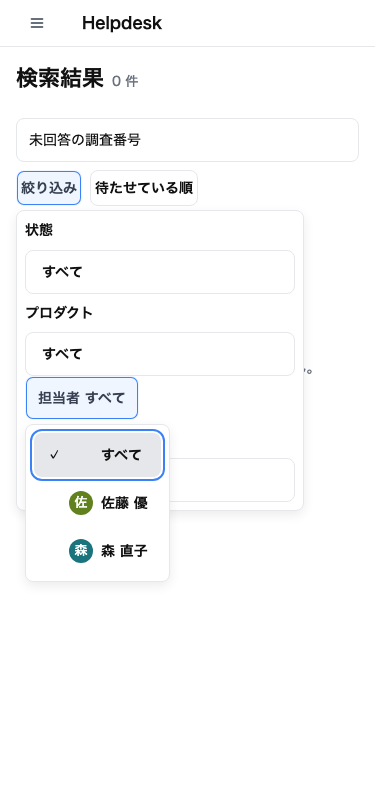 Helpdesk
検索結果 0 件
未回答の調査番号
絞り込み 待たせている順
状態
すべて
プロダクト
すべて
。
担当者 すべて
✓ すべて
佐 佐藤 優
森 森 直子